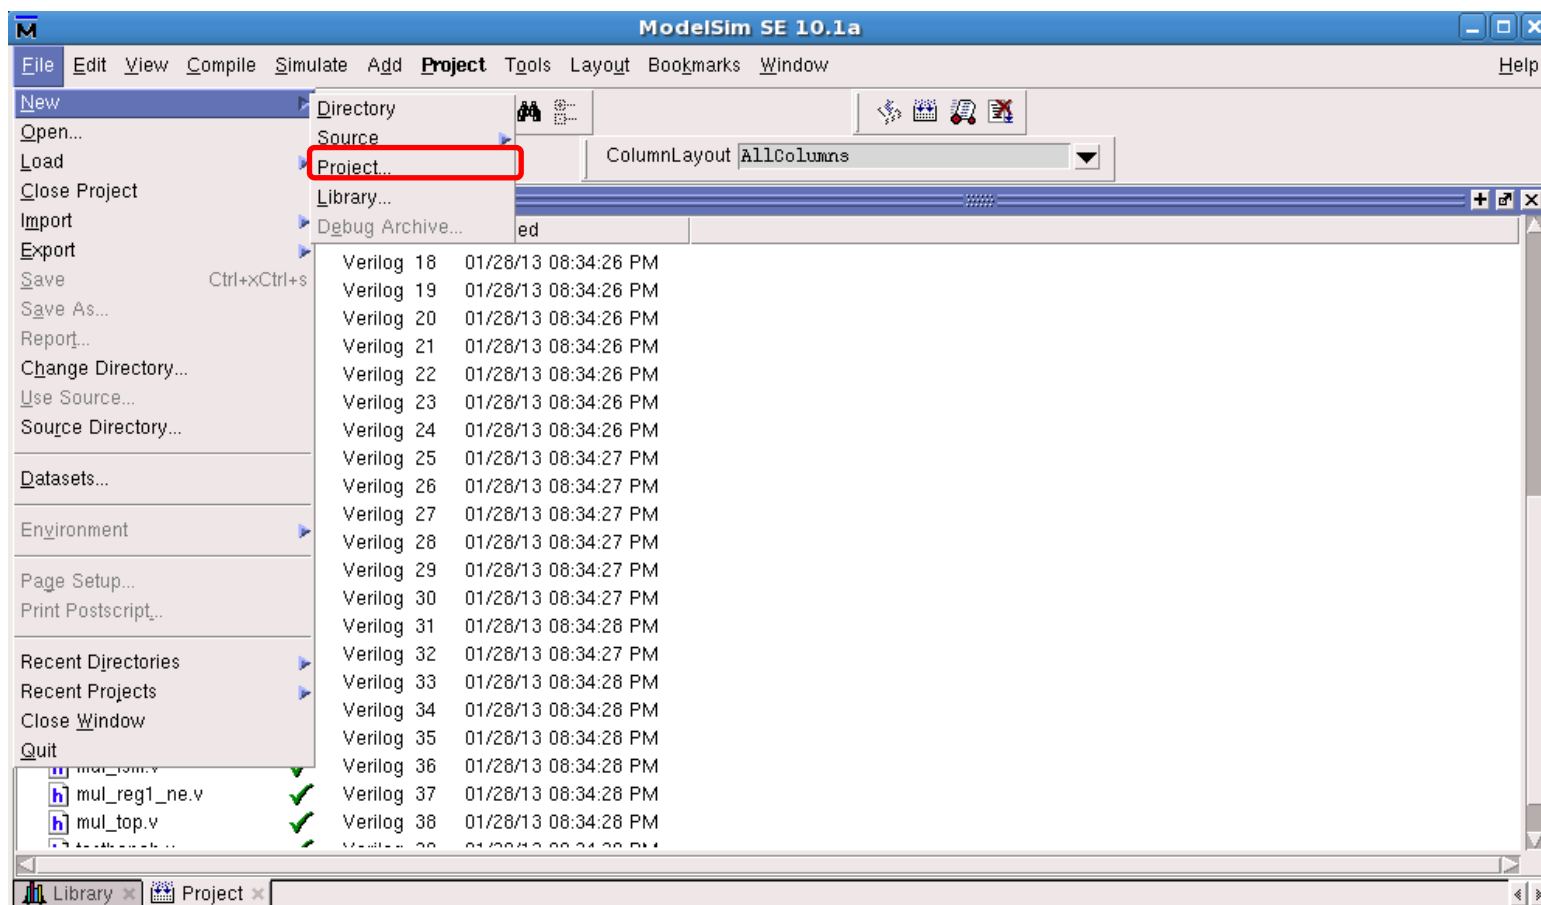 ModelSim SE 10.1a
File Edit View Compile Simulate Add Project Tools Layout Bookmarks Window Help
New
Open...
Load
Close Project
Import
Export
Save Ctrl+xCtrl+s
Save As...
Report...
Change Directory...
Use Source...
Source Directory...
Datasets...
Environment
Page Setup...
Print Postscript...
Recent Directories
Recent Projects
Close Window
Quit
Directory
Source
Project...
Library...
Debug Archive...
ColumnLayout AllColumns
ed
Verilog 18 01/28/13 08:34:26 PM
Verilog 19 01/28/13 08:34:26 PM
Verilog 20 01/28/13 08:34:26 PM
Verilog 21 01/28/13 08:34:26 PM
Verilog 22 01/28/13 08:34:26 PM
Verilog 23 01/28/13 08:34:26 PM
Verilog 24 01/28/13 08:34:26 PM
Verilog 25 01/28/13 08:34:27 PM
Verilog 26 01/28/13 08:34:27 PM
Verilog 27 01/28/13 08:34:27 PM
Verilog 28 01/28/13 08:34:27 PM
Verilog 29 01/28/13 08:34:27 PM
Verilog 30 01/28/13 08:34:27 PM
Verilog 31 01/28/13 08:34:28 PM
Verilog 32 01/28/13 08:34:27 PM
Verilog 33 01/28/13 08:34:28 PM
Verilog 34 01/28/13 08:34:28 PM
Verilog 35 01/28/13 08:34:28 PM
Verilog 36 01/28/13 08:34:28 PM
mul_reg1_ne.v Verilog 37 01/28/13 08:34:28 PM
mul_top.v Verilog 38 01/28/13 08:34:28 PM
Library Project